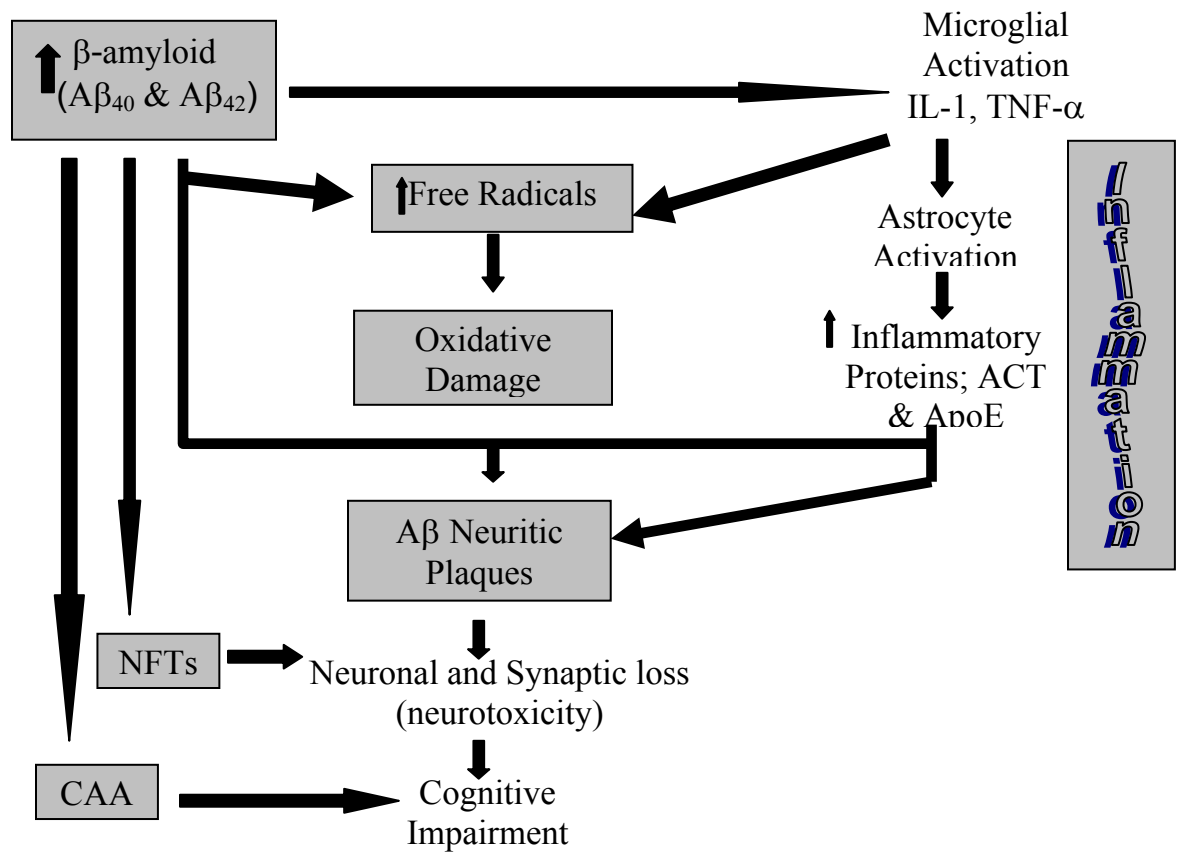 β-amyloid
(Aβ40 & Aβ42)
Microglial
Activation
IL-1, TNF-α
Free Radicals
Astrocyte
Activation
Oxidative
Damage
Inflammatory
Proteins; ACT
& ApoE
Inflammation
Aβ Neuritic
Plaques
NFTs
Neuronal and Synaptic loss
(neurotoxicity)
CAA
Cognitive
Impairment